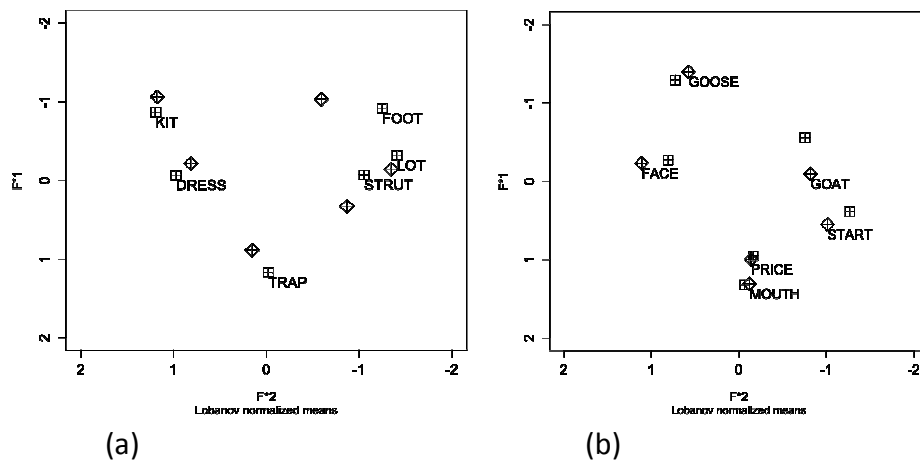 -2
-1
0
1
2
F*1
KIT
FOOT
LOT
DRESS
STRUT
TRAP
2
1
0
-1
-2
F*2
Lobanov normalized means
(a)
-2
-1
0
1
2
F*1
GOOSE
FACE
GOAT
START
PRICE
MOUTH
2
1
0
-1
-2
F*2
Lobanov normalized means
(b)